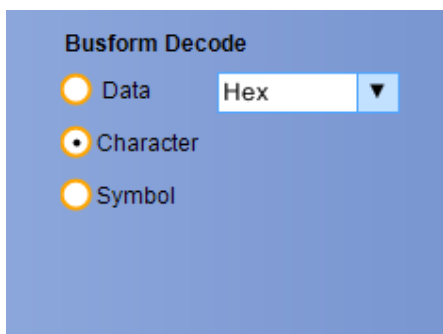 Busform Decode
Data Hex
Character
Symbol